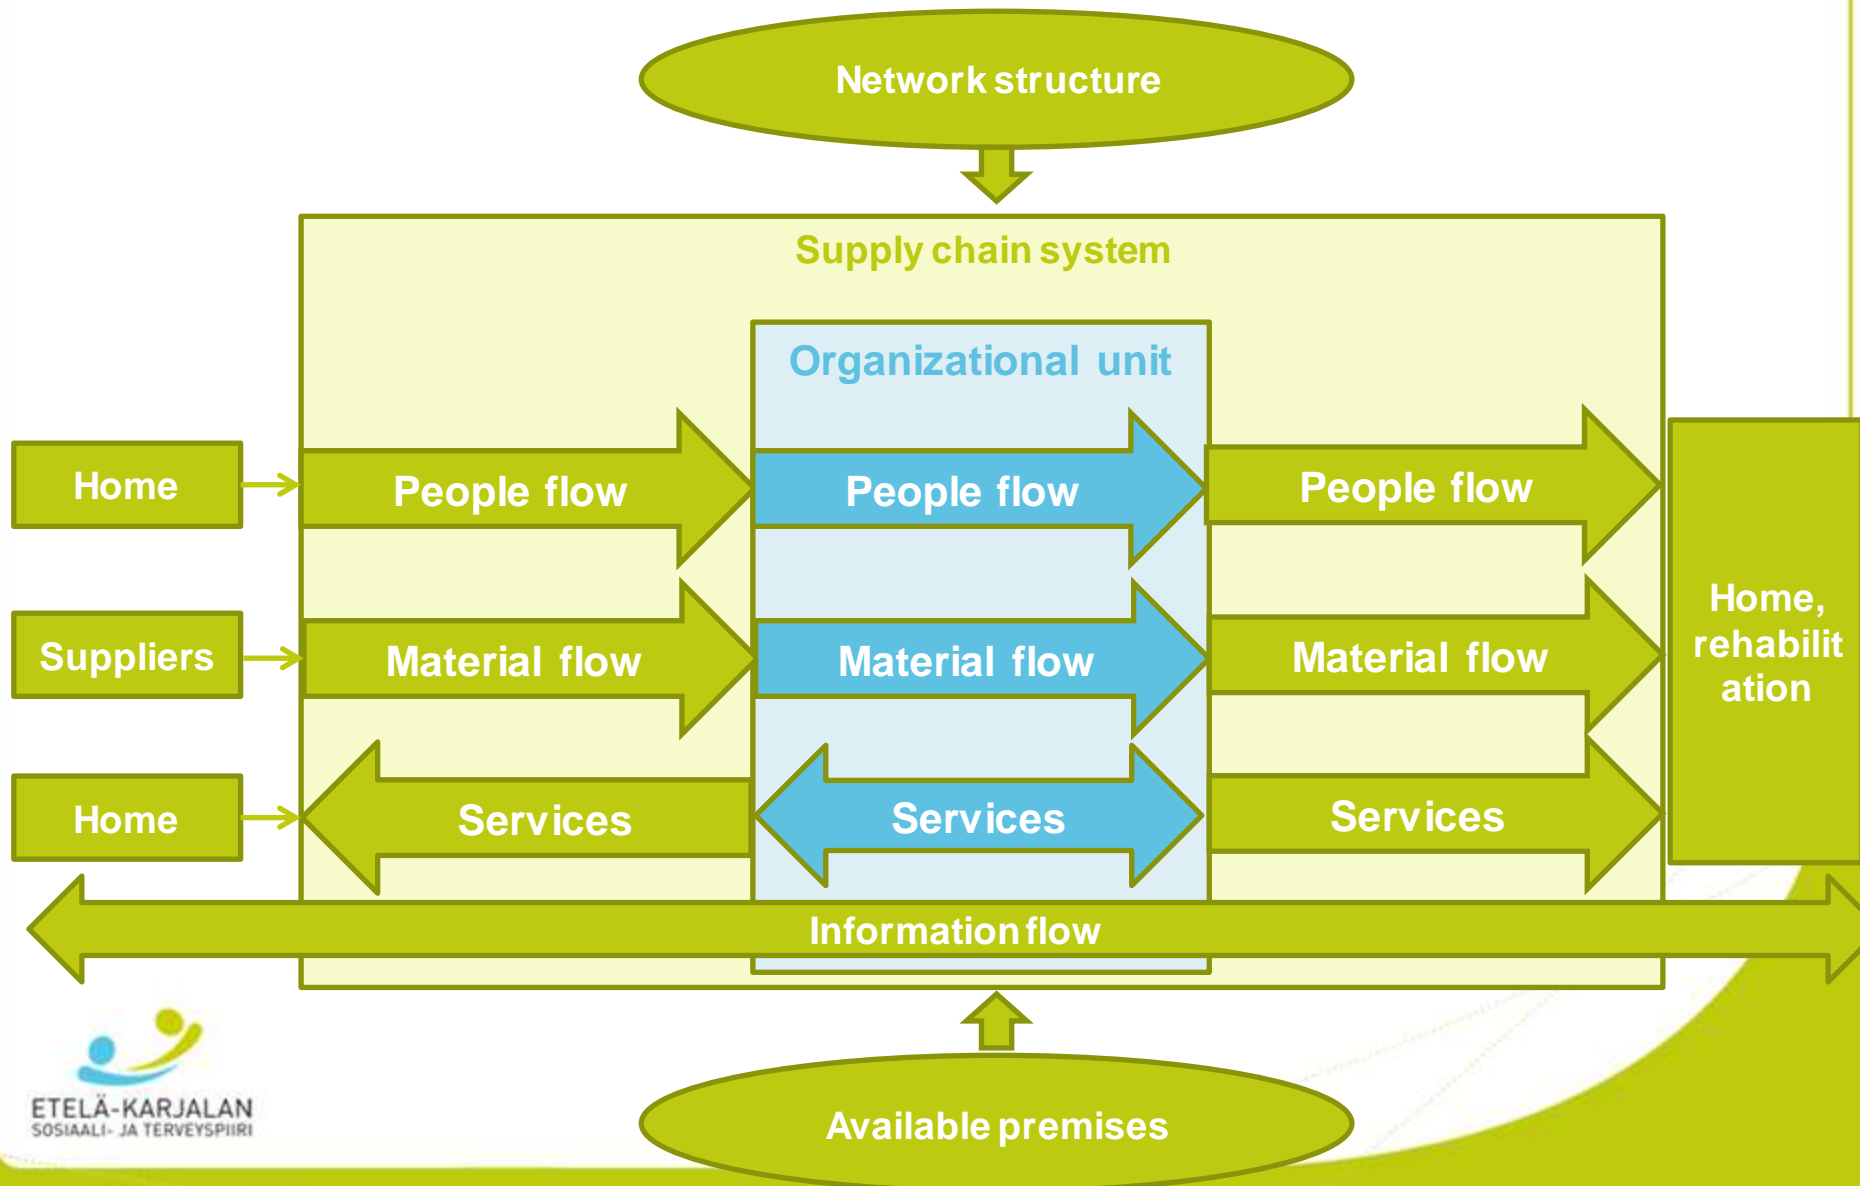 Network structure
Supply chain system
Organizational unit
Home
People flow
People flow
People flow
Suppliers
Material flow
Material flow
Material flow
Home,
rehabilit
ation
Home
Services
Services
Services
Information flow
ETELÄ-KARJALAN
SOSIAALI- JA TERVEYSPIIRI
Available premises